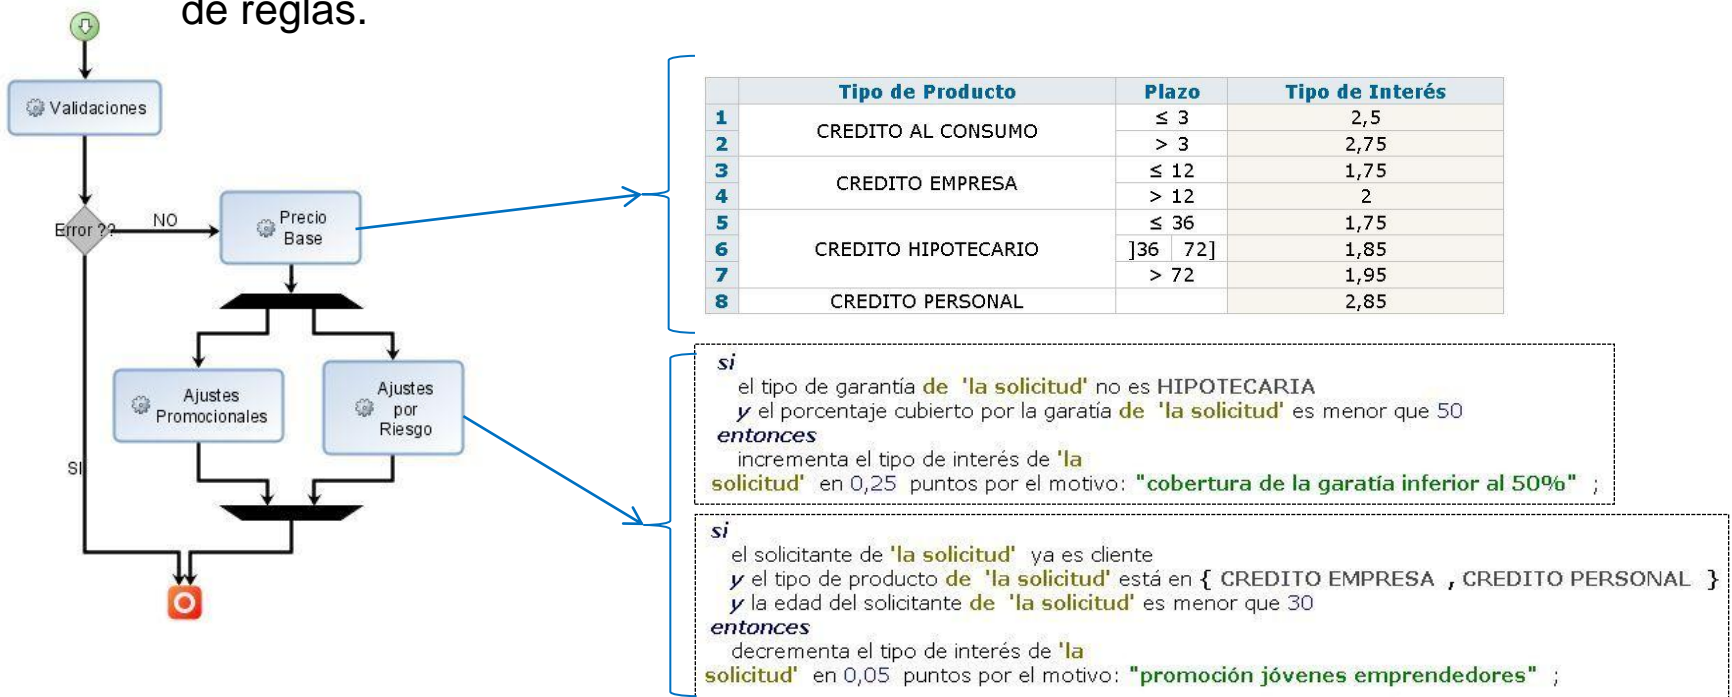 de reglas.
Validaciones
Error ??
NO
Precio
Base
Ajustes
Promocionales
Ajustes
por
Riesgo
SI
Tipo de Producto Plazo Tipo de Interés
1 CREDITO AL CONSUMO ≤ 3 2,5
2 > 3 2,75
3 CREDITO EMPRESA ≤ 12 1,75
4 > 12 2
5 ≤ 36 1,75
6 CREDITO HIPOTECARIO ]36 72] 1,85
7 > 72 1,95
8 CREDITO PERSONAL 2,85
si
el tipo de garantía de 'la solicitud' no es HIPOTECARIA
y el porcentaje cubierto por la garatía de 'la solicitud' es menor que 50
entonces
incrementa el tipo de interés de 'la
solicitud' en 0,25 puntos por el motivo: "cobertura de la garatía inferior al 50%" ;
si
el solicitante de 'la solicitud' ya es cliente
y el tipo de producto de 'la solicitud' está en { CREDITO EMPRESA , CREDITO PERSONAL }
y la edad del solicitante de 'la solicitud' es menor que 30
entonces
decrementa el tipo de interés de 'la
solicitud' en 0,05 puntos por el motivo: "promoción jóvenes emprendedores" ;